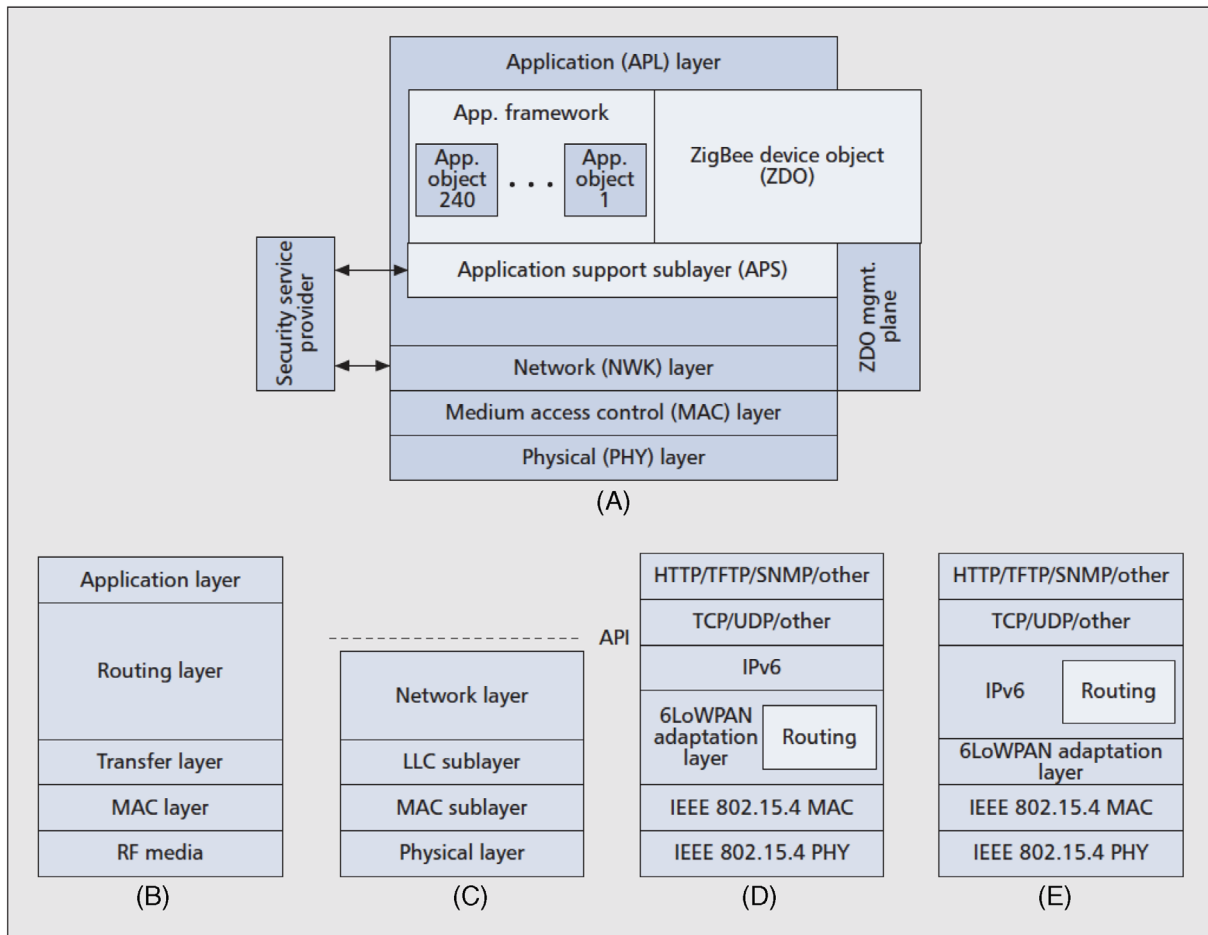 Application (APL) layer
App. framework
App.
object
240
. . .
App.
object
1
ZigBee device object
(ZDO)
Security service
provider
Application support sublayer (APS)
ZDO mgmt.
plane
Network (NWK) layer
Medium access control (MAC) layer
Physical (PHY) layer
(A)
Application layer
Routing layer
Transfer layer
MAC layer
RF media
(B)
API
Network layer
LLC sublayer
MAC sublayer
Physical layer
(C)
HTTP/TFTP/SNMP/other
TCP/UDP/other
IPv6
6LoWPAN
adaptation
layer
Routing
IEEE 802.15.4 MAC
IEEE 802.15.4 PHY
(D)
HTTP/TFTP/SNMP/other
TCP/UDP/other
IPv6
Routing
6LoWPAN adaptation
layer
IEEE 802.15.4 MAC
IEEE 802.15.4 PHY
(E)